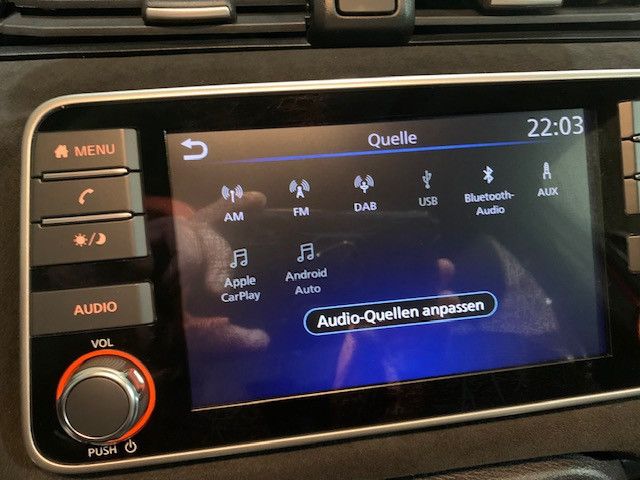 Quelle
22:03
MENU
AM
FM
DAB
USB
Bluetooth-
Audio
AUX
Apple
CarPlay
Android
Auto
Audio-Quellen anpassen
AUDIO
VOL
PUSH